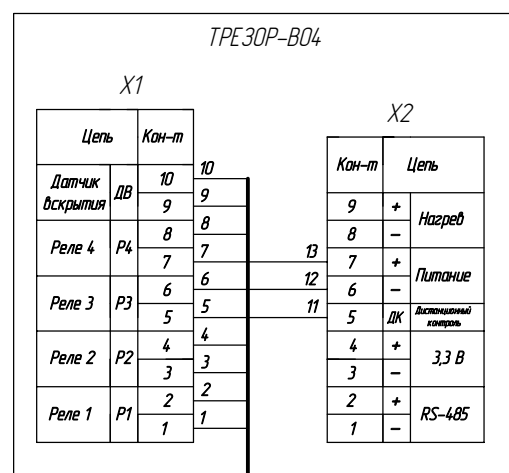 ТРЕЗОР-В04
X1
Цепь Кон-т
Датчик вскрытия ДВ 10 10
9 9
Реле 4 Р4 8 8
7 7
Реле 3 Р3 6 6
5 5
Реле 2 Р2 4 4
3 3
Реле 1 Р1 2 2
1 1
X2
Кон-т Цепь
9 + Нагрев
8 –
13 7 + Питание
12 6 –
11 5 ДК Дистанционный контроль
4 + 3,3 В
3 –
2 + RS-485
1 –